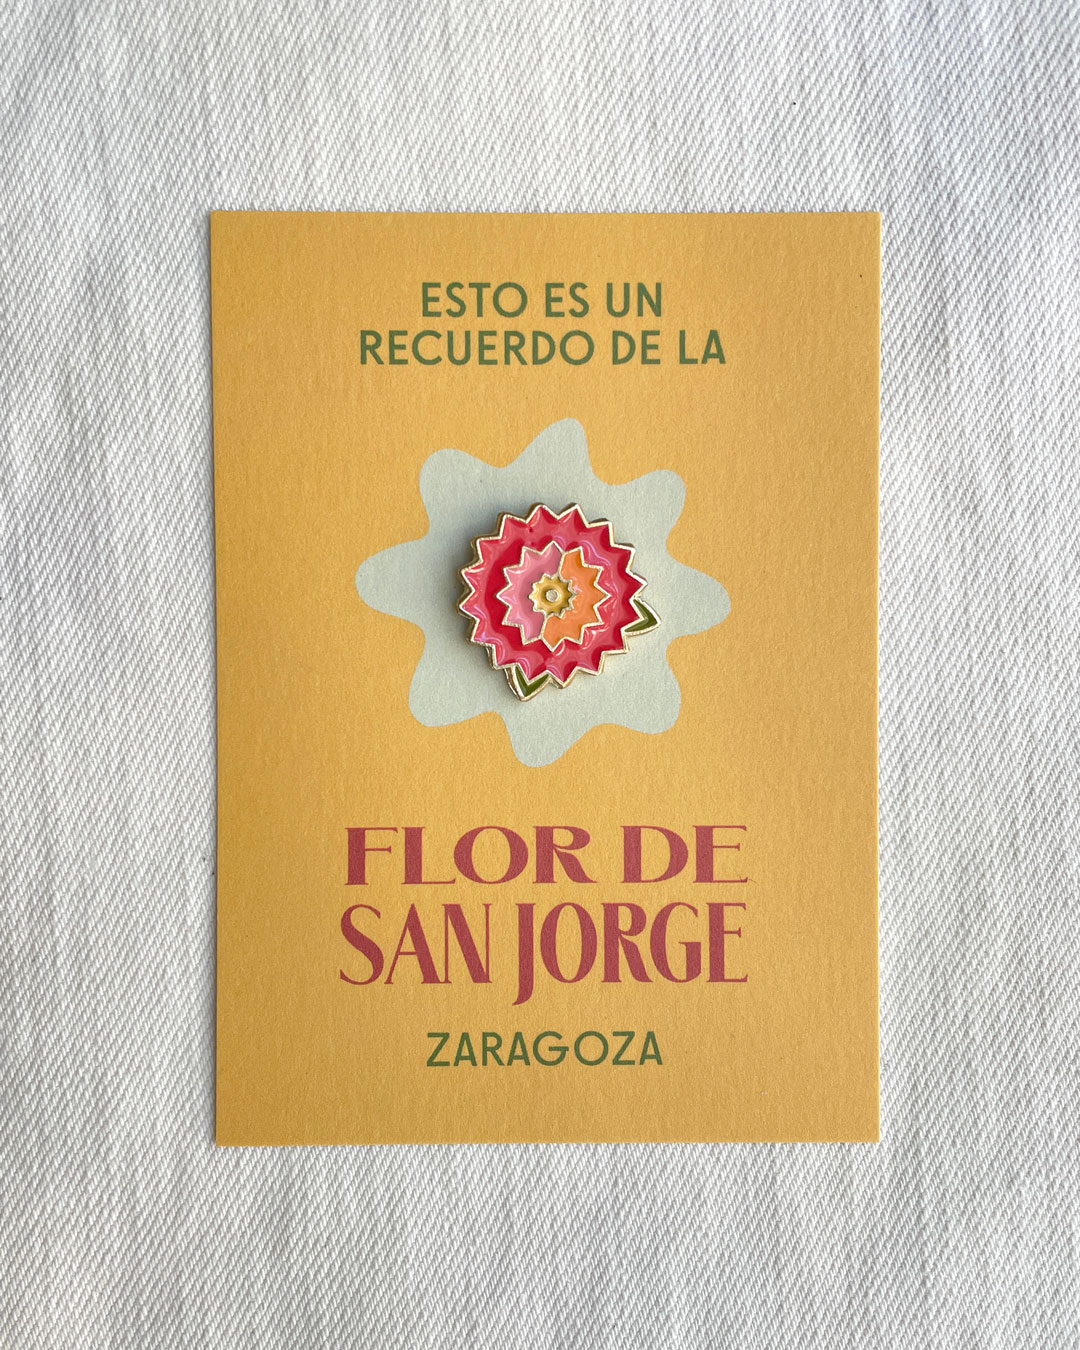 ESTO ES UN
RECUERDO DE LA
FLOR DE
SAN JORGE
ZARAGOZA